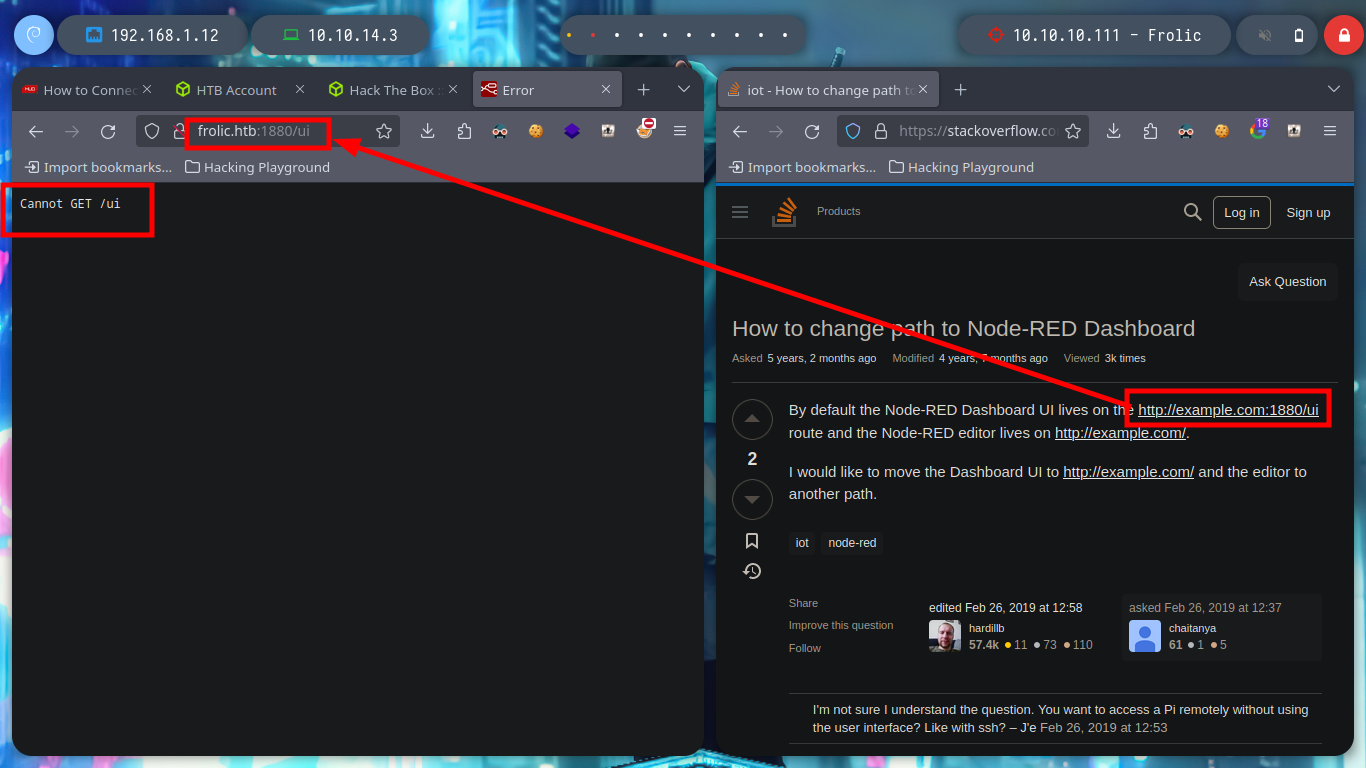 192.168.1.12
10.10.14.3
10.10.10.111 - Frolic
How to Connec
HTB Account
Hack The Box :
Error
frolic.htb:1880/ui
Import bookmarks...
Hacking Playground
Cannot GET /ui
iot - How to change path to
https://stackoverflow.co
18
Import bookmarks...
Hacking Playground
Products
Log in
Sign up
Ask Question
How to change path to Node-RED Dashboard
Asked 5 years, 2 months ago Modified 4 years, 7 months ago Viewed 3k times
By default the Node-RED Dashboard UI lives on the http://example.com:1880/ui
route and the Node-RED editor lives on http://example.com/.
2
I would like to move the Dashboard UI to http://example.com/ and the editor to
another path.
iot node-red
Share
Improve this question
Follow
edited Feb 26, 2019 at 12:58
hardillb
57.4k 11 73 110
asked Feb 26, 2019 at 12:37
chaitanya
61 1 5
I'm not sure I understand the question. You want to access a Pi remotely without using
the user interface? Like with ssh? – J'e Feb 26, 2019 at 12:53